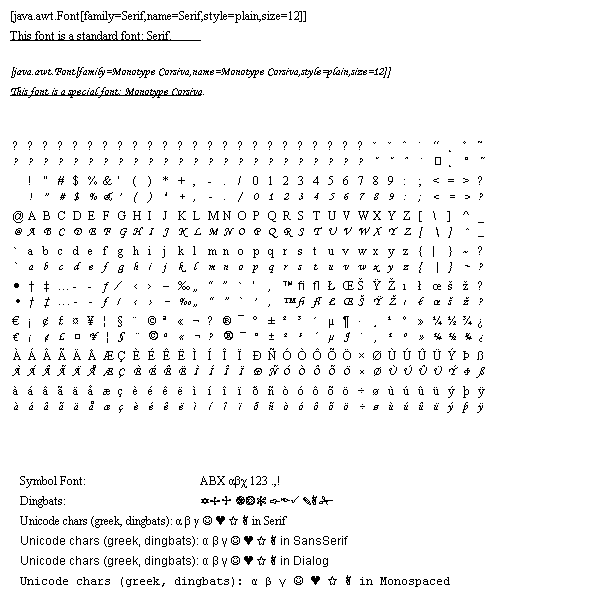 [java.awt.Font[family=Serif,name=Serif,style=plain,size=12]]
This font is a standard font: Serif.
[java.awt.Font[family=Monotype Corsiva,name=Monotype Corsiva,style=plain,size=12]]
This font is a special font: Monotype Corsiva.
? ? ? ? ? ? ? ? ? ? ? ? ? ? ? ? ? ? ? ? ? ? ? ? ˘ ˇ ˙ ̋ ˛ ˚ ˜
? ? ? ? ? ? ? ? ? ? ? ? ? ? ? ? ? ? ? ? ? ? ? ? ˘ ˇ ˙ ˛ ˚ ˜
! " # $ % & ' ( ) * + , - . / 0 1 2 3 4 5 6 7 8 9 : ; < = > ?
! " # $ % & ' ( ) * + , - . / 0 1 2 3 4 5 6 7 8 9 : ; < = > ?
@ A B C D E F G H I J K L M N O P Q R S T U V W X Y Z [ \ ] ^ _
@ A B C D E F G H I J K L M N O P Q R S T U V W X Y Z [ \ ] ^ _
` a b c d e f g h i j k l m n o p q r s t u v w x y z { | } ~ ?
` a b c d e f g h i j k l m n o p q r s t u v w x y z { | } ~ ?
• † ‡ … - - ƒ ⁄ ‹ › − ‰ „ “ ” ‘ ’ ‚ ™ ﬁ ﬂ Ł Œ Š Ÿ Ž ı ł œ š ž ?
• † ‡ … - - ƒ ⁄ ‹ › − ‰ „ “ ” ‘ ’ ‚ ™ ﬁ ﬂ Ł Œ Š Ÿ Ž ı ł œ š ž ?
€ ¡ ¢ £ ¤ ¥ ¦ § ¨ © ª « ¬ ? ® ¯ ° ± ² ³ ´ µ ¶ · ¸ ¹ º » ¼ ½ ¾ ¿
€ ¡ ¢ £ ¤ ¥ ¦ § ¨ © ª « ¬ ? ® ¯ ° ± ² ³ ´ µ ¶ · ¸ ¹ º » ¼ ½ ¾ ¿
À Á Â Ã Ä Å Æ Ç È É Ê Ë Ì Í Î Ï Ð Ñ Ò Ó Ô Õ Ö × Ø Ù Ú Û Ü Ý Þ ß
À Á Â Ã Ä Å Æ Ç È É Ê Ë Ì Í Î Ï Ð Ñ Ò Ó Ô Õ Ö × Ø Ù Ú Û Ü Ý Þ ß
à á â ã ä å æ ç è é ê ë ì í î ï ð ñ ò ó ô õ ö ÷ ø ù ú û ü ý þ ÿ
à á â ã ä å æ ç è é ê ë ì í î ï ð ñ ò ó ô õ ö ÷ ø ù ú û ü ý þ ÿ
Symbol Font: ΑΒΧ αβχ 123 .,!
Dingbats:
Unicode chars (greek, dingbats): α β γ ☺ ♥ ☆ ✌ in Serif
Unicode chars (greek, dingbats): α β γ ☺ ♥ ☆ ✌ in SansSerif
Unicode chars (greek, dingbats): α β γ ☺ ♥ ☆ ✌ in Dialog
Unicode chars (greek, dingbats): α β γ ☺ ♥ ☆ ✌ in Monospaced